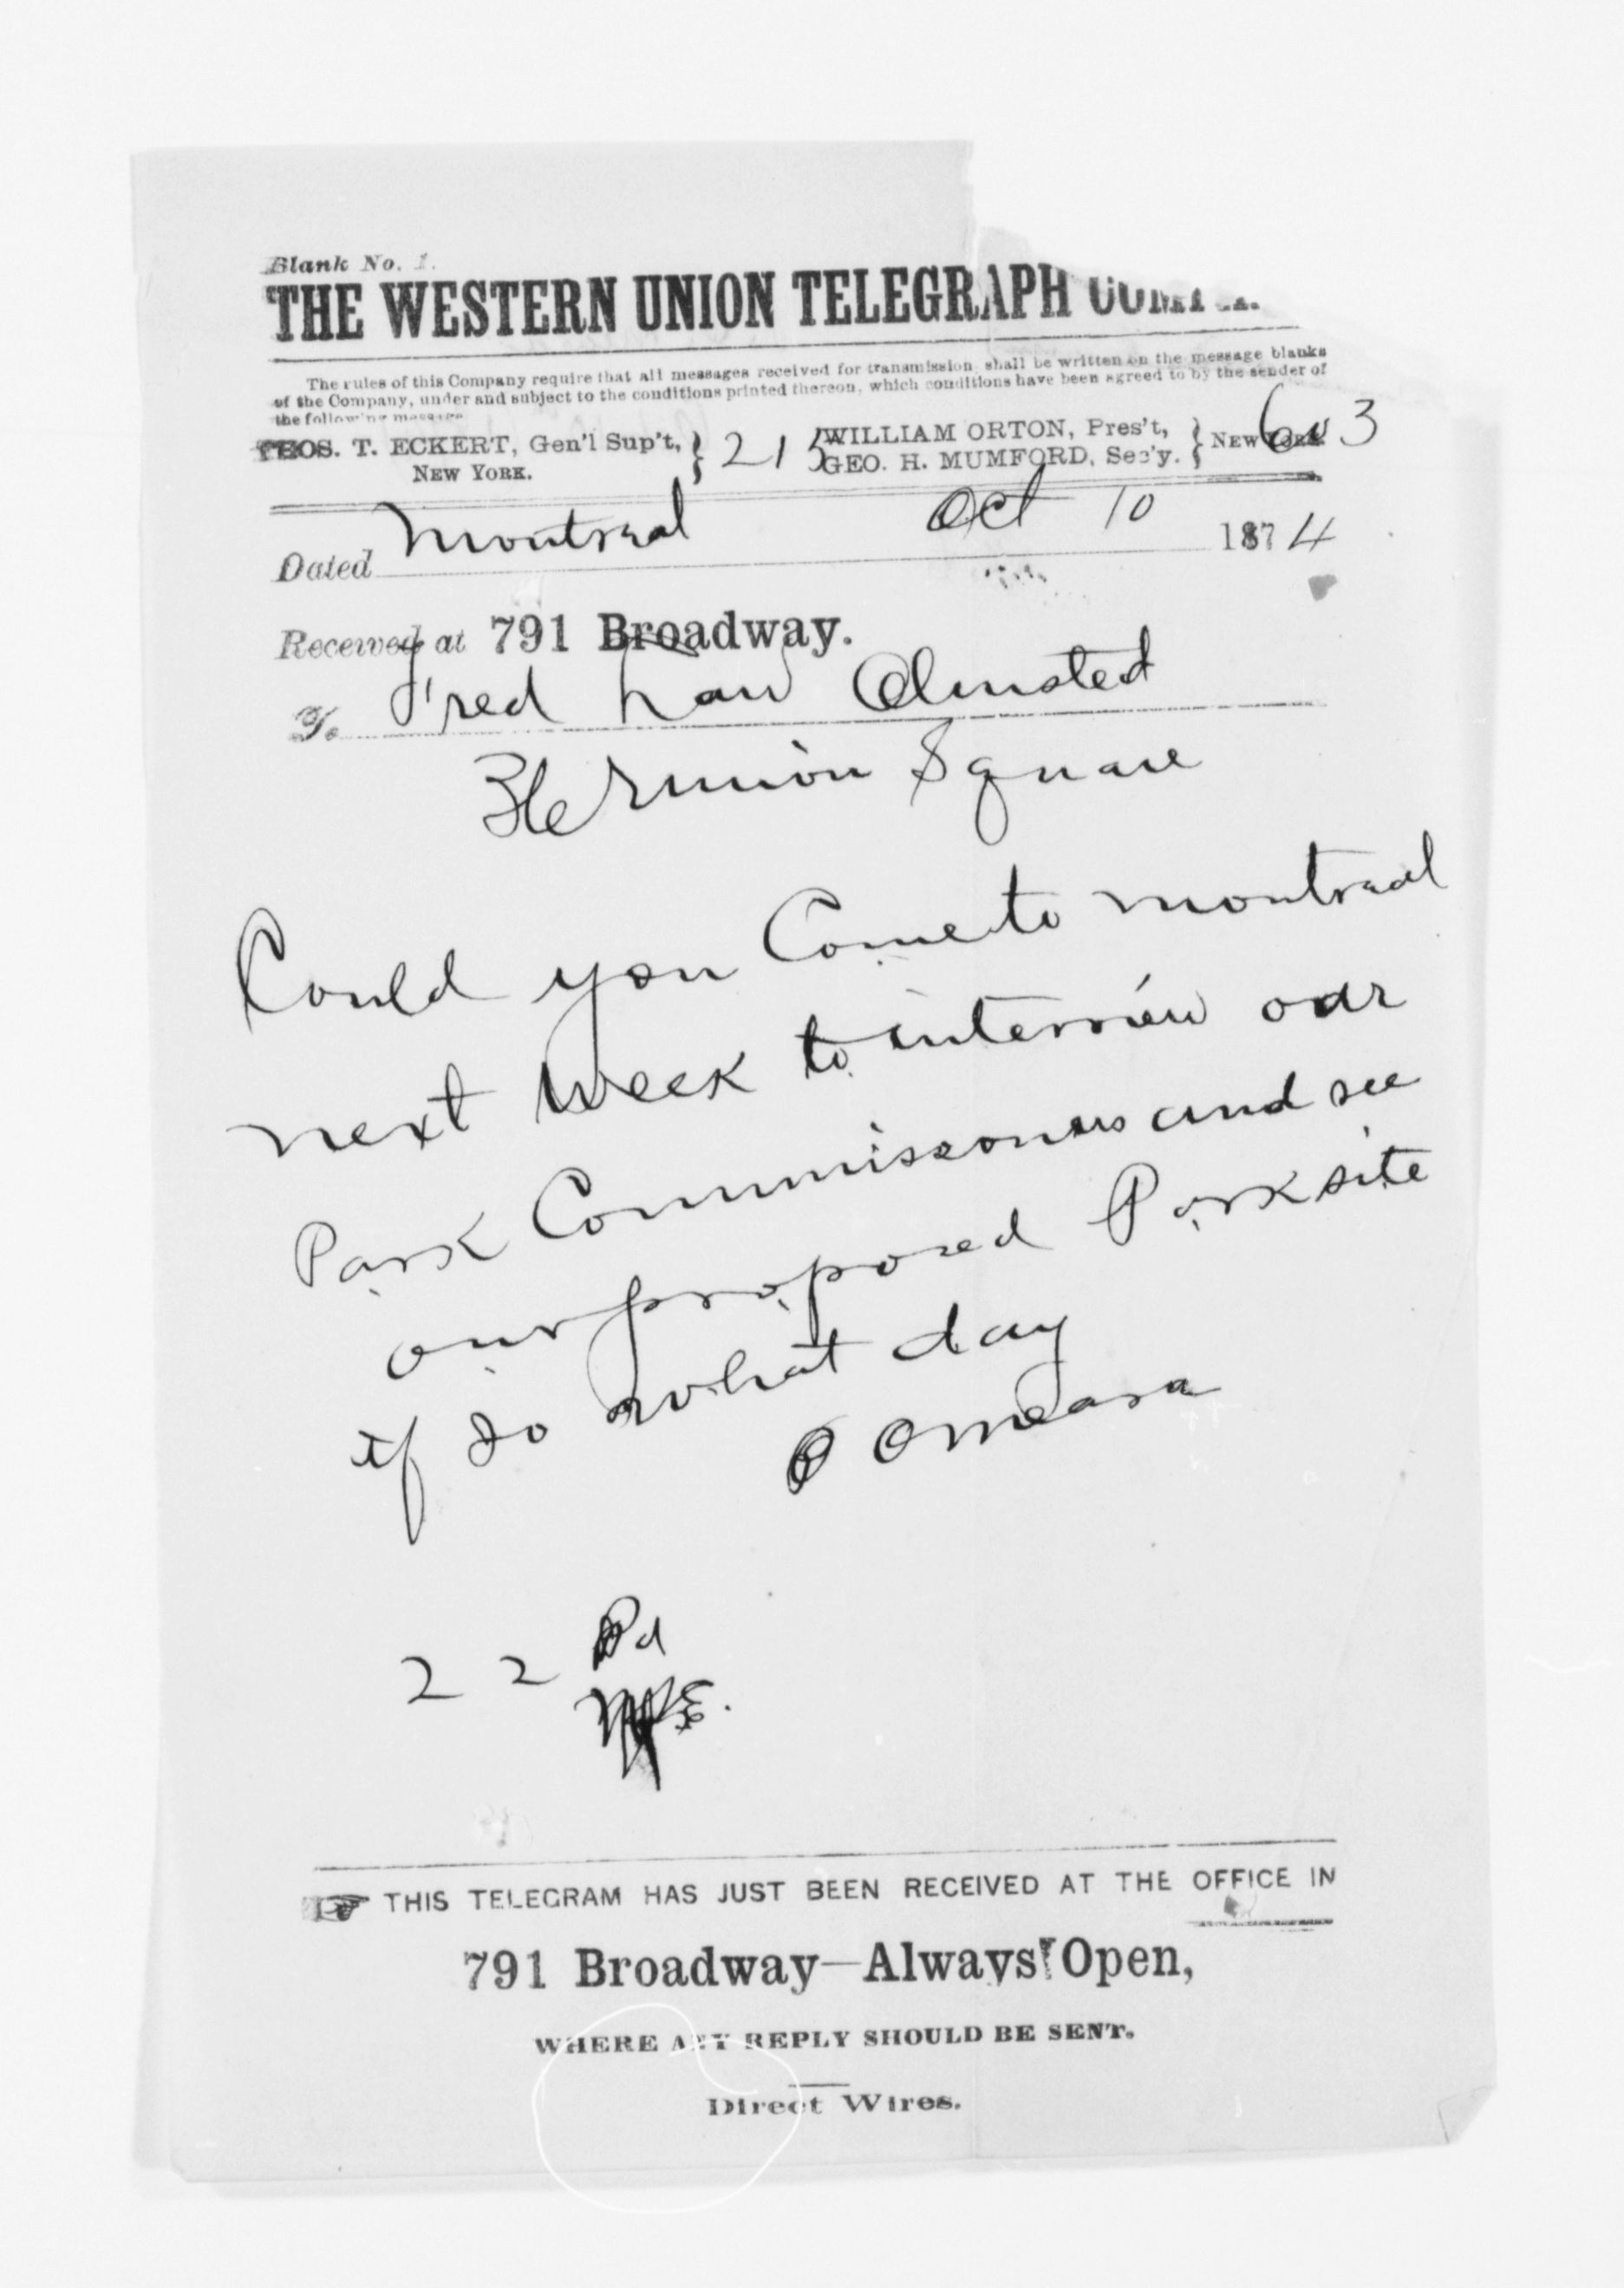 Blank No. 1.
THE WESTERN UNION TELEGRAPH
The rules of this Company require that all messages received for transmission, shall be written on the message blanks
of the Company, under and subject to the conditions printed thereon, which conditions have been agreed to by the sender of
the following message
THOS. T. ECKERT, Gen'l Sup't,
NEW YORK.
215
WILLIAM ORTON, Pres't,
GEO. H. MUMFORD, Sec'y.
NEW YORK.
3
Dated Montreal Oct 10 1874
Received at 791 Broadway.
To Fred Law Olmsted
Union Square
Could you Come to montreal
next Week to interview our
Park Commissoners and see
our proposed Park site
if So what day
O Omeara
22 Pd
THIS TELEGRAM HAS JUST BEEN RECEIVED AT THE OFFICE IN
791 Broadway—Always Open,
WHERE ANY REPLY SHOULD BE SENT.
Direct Wires.